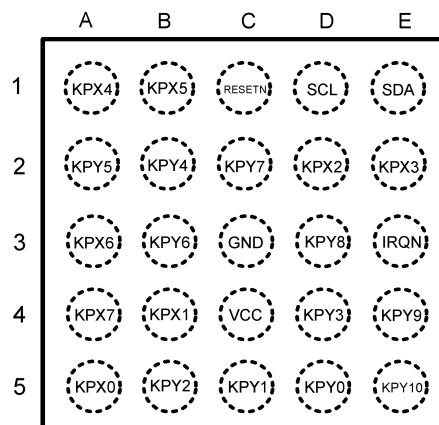 A B C D E
1 KPX4 KPX5 RESETN SCL SDA
2 KPY5 KPY4 KPY7 KPX2 KPX3
3 KPX6 KPY6 GND KPY8 IRQN
4 KPX7 KPX1 VCC KPY3 KPY9
5 KPX0 KPY2 KPY1 KPY0 KPY10